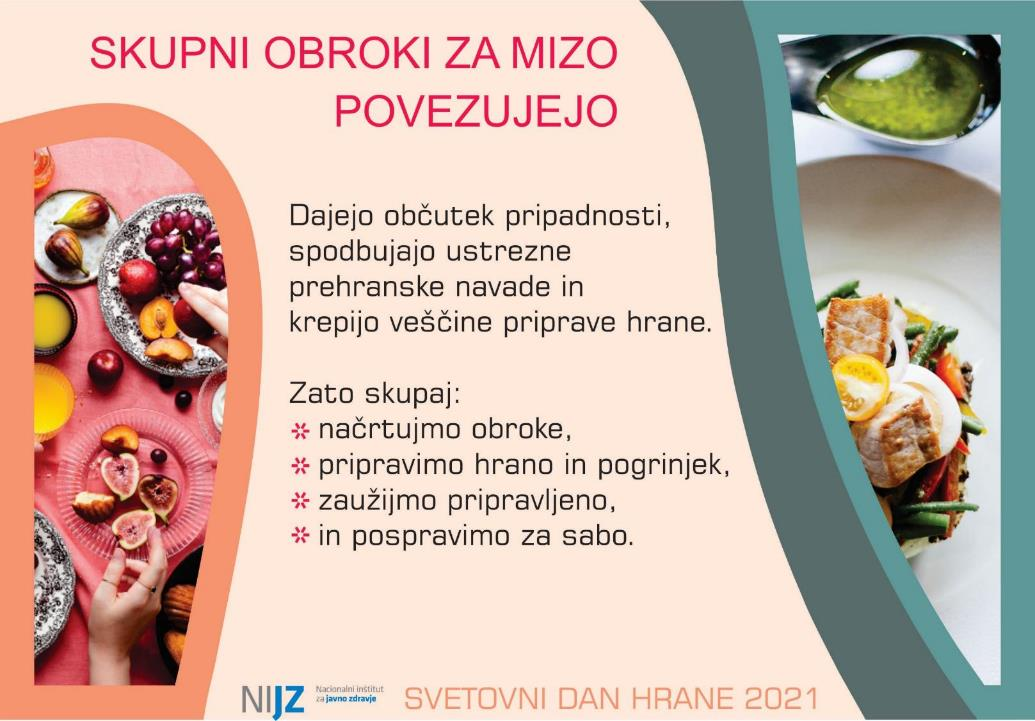 SKUPNI OBROKI ZA MIZO
POVEZUJEJO
Dajejo občutek pripadnosti,
spodbujajo ustrezne
prehranske navade in
krepijo veščine priprave hrane.
Zato skupaj:
načrtujmo obroke,
pripravimo hrano in pogrinjek,
zaužijmo pripravljeno,
in pospravimo za sabo.
NIJZ Nacionalni inštitut
za javno zdravje
SVETOVNI DAN HRANE 2021